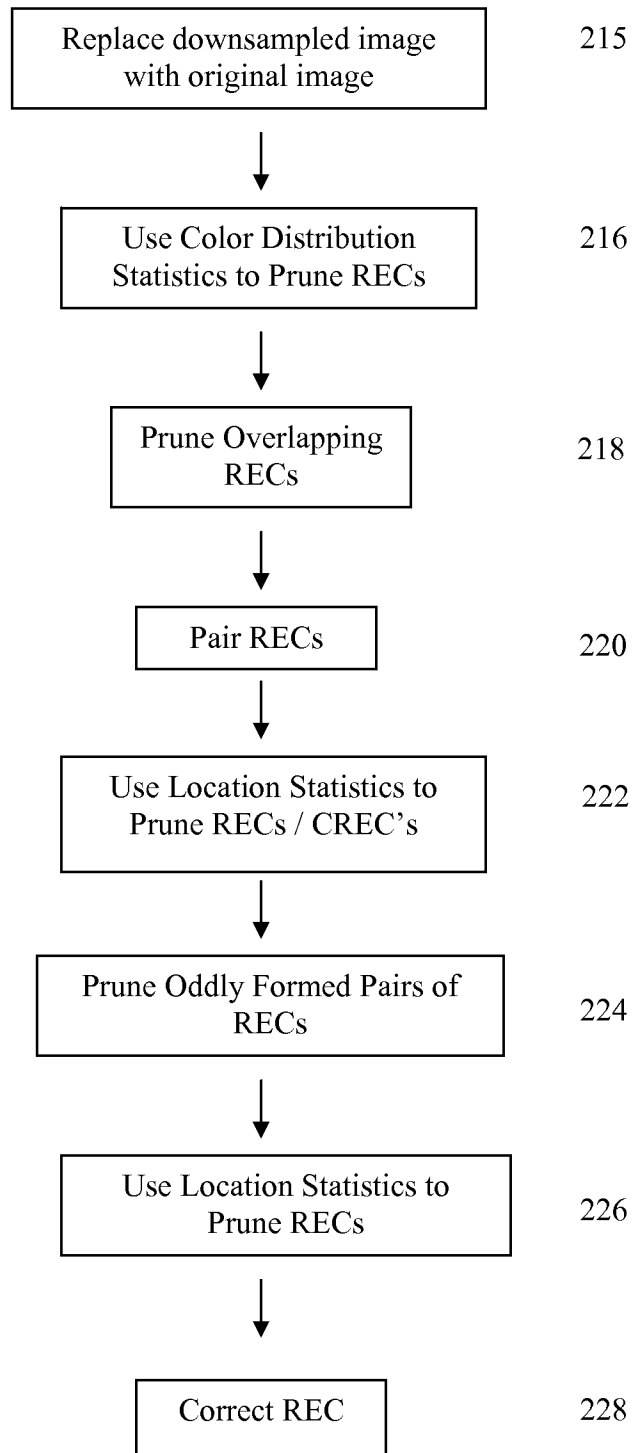 Replace downsampled image
with original image
215
Use Color Distribution
Statistics to Prune RECs
216
Prune Overlapping
RECs
218
Pair RECs
220
Use Location Statistics to
Prune RECs / CREC’s
222
Prune Oddly Formed Pairs of
RECs
224
Use Location Statistics to
Prune RECs
226
Correct REC
228